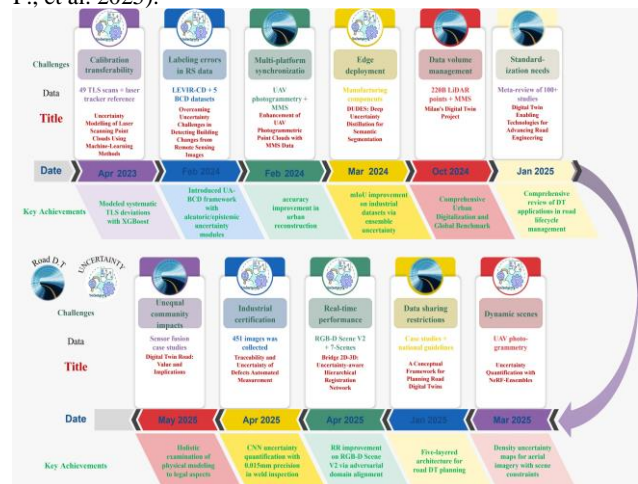 F., et al. 2023).
Challenges
Calibration
transferability
Labeling errors
in RS data
Multi-platform
synchronizatio
Edge
deployment
Data volume
management
Standard-
ization needs
Data
49 TLS scans + laser
tracker reference
LEVIR-CD + 5
BCD datasets
UAV
photogrammetry +
MMS
Manufacturing
components
220B LiDAR
points + MMS
Meta-review of 100+
studies
Title
Uncertainty
Modelling of Laser
Scanning Point
Clouds Using
Machine-Learning
Methods
Overcoming
Uncertainty
Challenges in
Detecting Building
Changes from
Remote Sensing
Images
Enhancement of
UAV
Photogrammetric
Point Clouds with
MMS Data
DUDES: Deep
Uncertainty
Distillation for
Semantic
Segmentation
Milan's Digital Twin
Project
Digital Twin
Enabling
Technologies for
Advancing Road
Engineering
Date
Apr 2023
Feb 2024
Feb 2024
Mar 2024
Oct 2024
Jan 2025
Key Achievements
Modeled systematic
TLS deviations
with XGBoost
Introduced UA-
BCD framework
with
aleatoric/epistemic
uncertainty
modules
accuracy
improvement in
urban
reconstruction
mIoU improvement
on industrial
datasets via
ensemble
uncertainty
Comprehensive
Urban
Digitalization and
Global Benchmark
Comprehensive
review of DT
applications in road
lifecycle
management
Road D.T
UNCERTAINTY
Challenges
Unequal
community
impacts
Industrial
certification
Real-time
performance
Data sharing
restrictions
Dynamic scenes
Data
Sensor fusion
case studies
451 images was
collected
RGB-D Scene V2
+ 7-Scenes
Case studies +
national guidelines
UAV photo-
grammetry
Title
Digital Twin Road:
Value and
Implications
Traceability and
Uncertainty of
Defects Automated
Measurement
Bridge 2D-3D:
Uncertainty-aware
Hierarchical
Registration
Network
A Conceptual
Framework for
Planning Road
Digital Twins
Uncertainty
Quantification with
NeRF-Ensembles
Date
May 2025
Apr 2025
Apr 2025
Jan 2025
Mar 2025
Key Achievements
Holistic
examination of
physical modeling
to legal aspects
CNN uncertainty
quantification with
0.015mm precision
in weld inspection
RR improvement
on RGB-D Scene
V2 via adversarial
domain alignment
Five-layered
architecture for
road DT planning
Density uncertainty
maps for aerial
imagery with scene
constraints